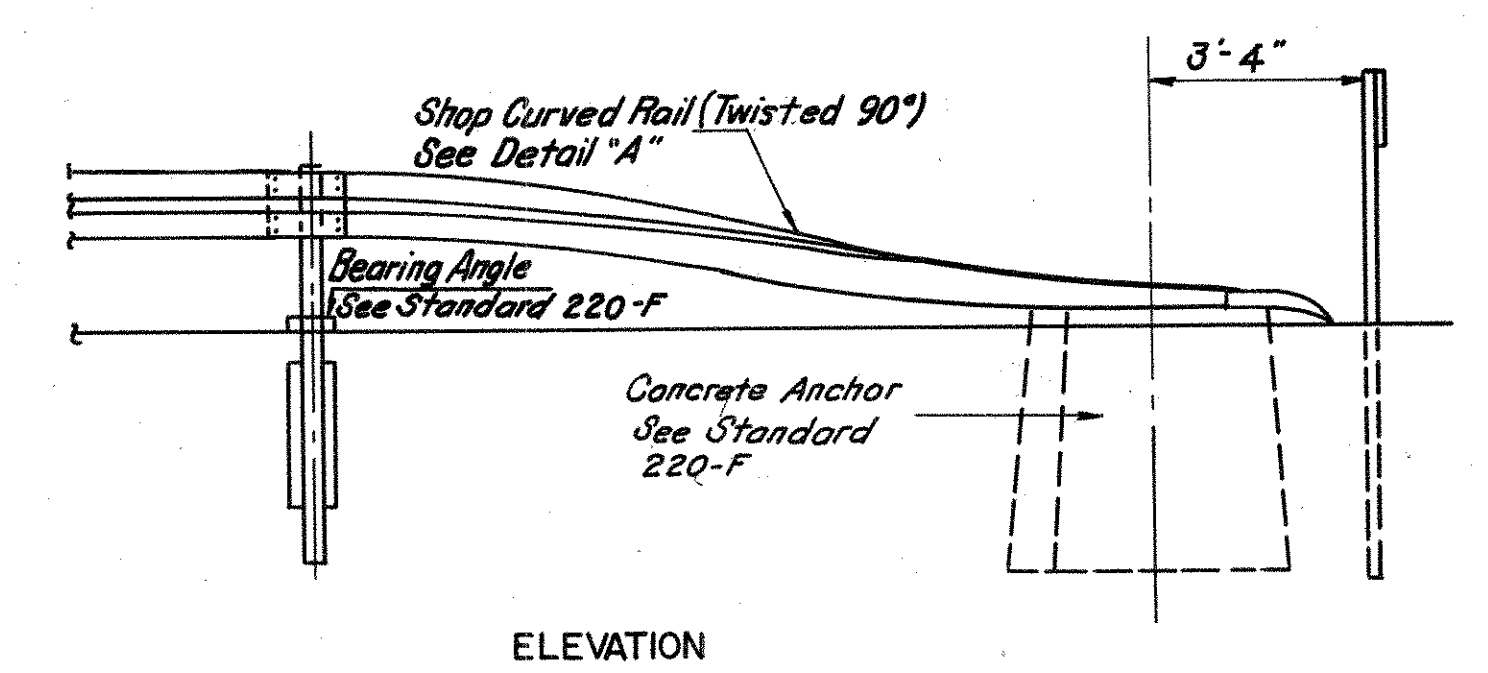 3'-4"
Shop Curved Rail (Twisted 90°)
See Detail "A"
Bearing Angle
See Standard 220-F
Concrete Anchor
See Standard
220-F
ELEVATION